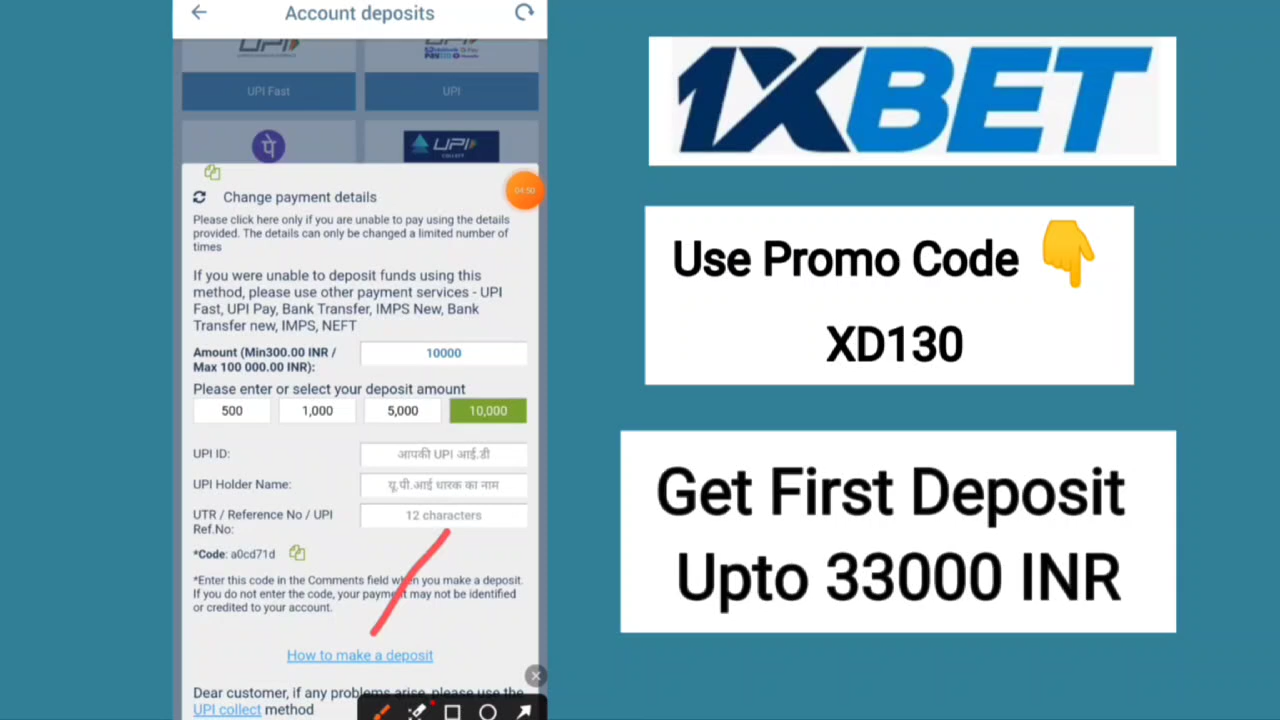 Account deposits
UPI
UPI
UPI Fast
UPI
पे
UPI
COLLECT
Change payment details
04:50
Please click here only if you are unable to pay using the details
provided. The details can only be changed a limited number of
times
If you were unable to deposit funds using this
method, please use other payment services - UPI
Fast, UPI Pay, Bank Transfer, IMPS New, Bank
Transfer new, IMPS, NEFT
Amount (Min300.00 INR /
Max 100 000.00 INR):
10000
Please enter or select your deposit amount
500 1,000 5,000 10,000
UPI ID: आपकी UPI आई.डी
UPI Holder Name: यू.पी.आई धारक का नाम
UTR / Reference No / UPI
Ref.No:
12 characters
*Code: a0cd71d
*Enter this code in the Comments field when you make a deposit.
If you do not enter the code, your payment may not be identified
or credited to your account.
How to make a deposit
Dear customer, if any problems arise, please use the
UPI collect method
1XBET
Use Promo Code
XD130
Get First Deposit
Upto 33000 INR